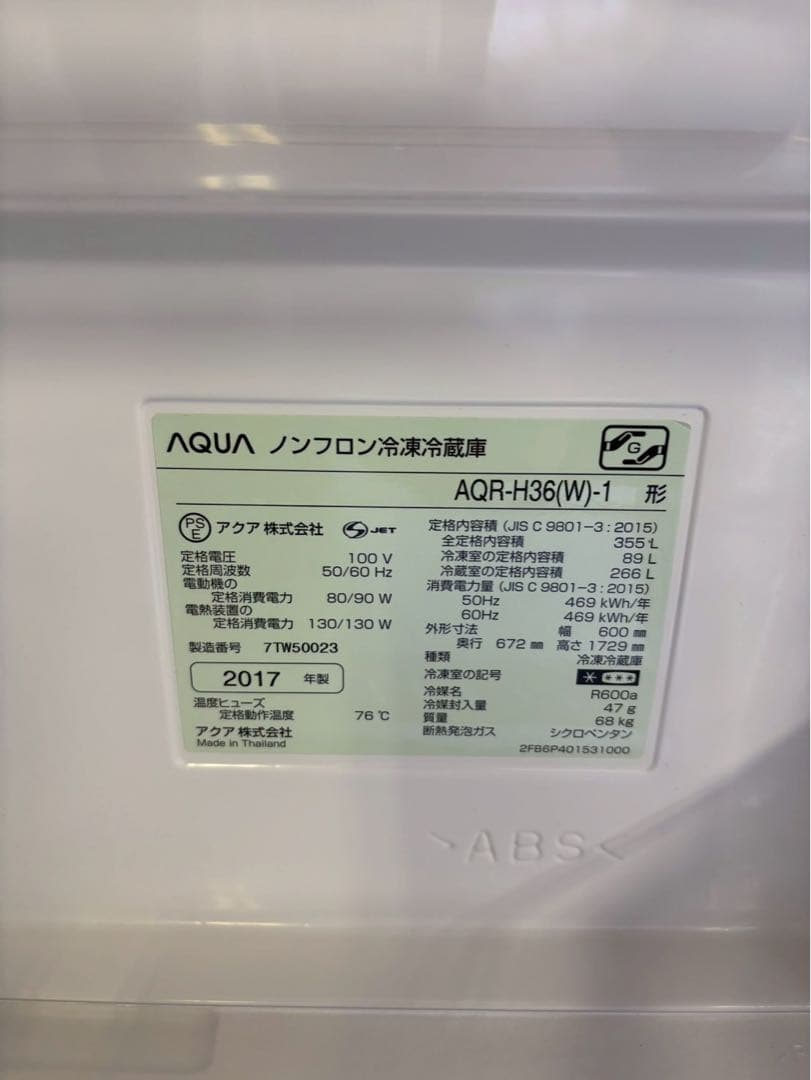 AQUA ノンフロン冷凍冷蔵庫
G
AQR-H36(W)-1 形
PSE アクア株式会社 S JET
定格電圧 100 V
定格周波数 50/60 Hz
電動機の
定格消費電力 80/90 W
電熱装置の
定格消費電力 130/130 W
製造番号 7TW50023
2017 年製
温度ヒューズ
定格動作温度 76 ℃
アクア 株式会社
Made in Thailand
定格内容積 (JIS C 9801-3:2015)
全定格内容積 355 L
冷凍室の定格内容積 89 L
冷蔵室の定格内容積 266 L
消費電力量 (JIS C 9801-3:2015)
50Hz 469 kWh/年
60Hz 469 kWh/年
外形寸法 幅 600 mm
奥行 672 mm 高さ 1729 mm
種類 冷凍冷蔵庫
冷凍室の記号 * ***
冷媒名 R600a
冷媒封入量 47 g
質量 68 kg
断熱発泡ガス シクロペンタン
2FB6P401531000
>ABS<